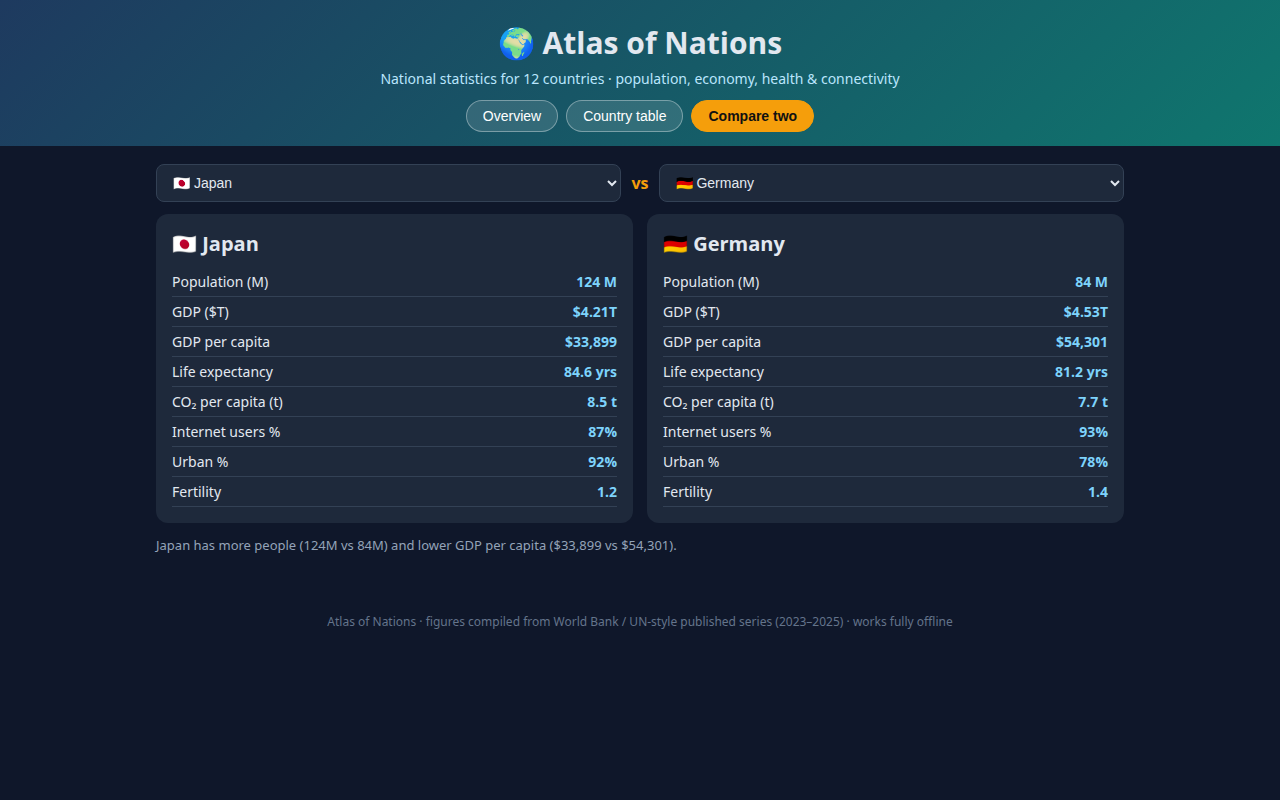 🌍 Atlas of Nations
National statistics for 12 countries · population, economy, health & connectivity
Overview Country table Compare two
🇯🇵 Japan vs 🇩🇪 Germany
🇯🇵 Japan
Population (M) 124 M
GDP ($T) $4.21T
GDP per capita $33,899
Life expectancy 84.6 yrs
CO₂ per capita (t) 8.5 t
Internet users % 87%
Urban % 92%
Fertility 1.2
🇩🇪 Germany
Population (M) 84 M
GDP ($T) $4.53T
GDP per capita $54,301
Life expectancy 81.2 yrs
CO₂ per capita (t) 7.7 t
Internet users % 93%
Urban % 78%
Fertility 1.4
Japan has more people (124M vs 84M) and lower GDP per capita ($33,899 vs $54,301).
Atlas of Nations · figures compiled from World Bank / UN-style published series (2023–2025) · works fully offline